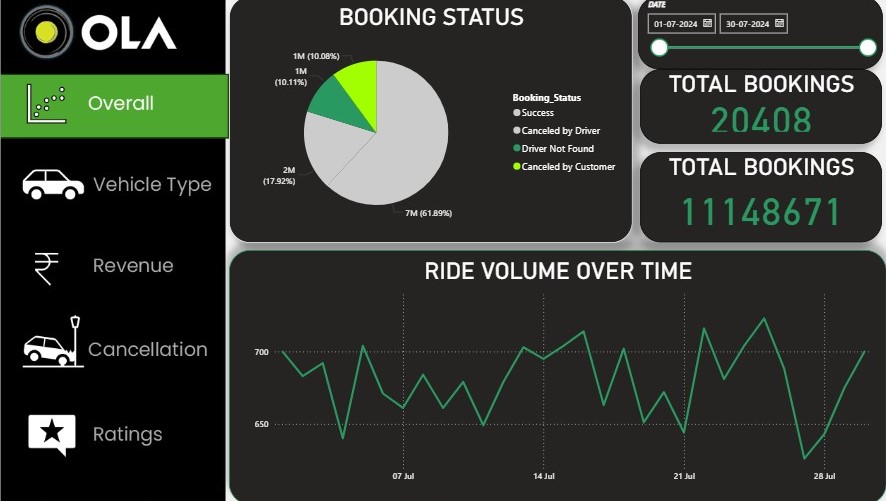 OLA
Overall
Vehicle Type
Revenue
Cancellation
Ratings
BOOKING STATUS
1M (10.08%)
1M
(10.11%)
2M
(17.92%)
7M (61.89%)
Booking_Status
Success
Canceled by Driver
Driver Not Found
Canceled by Customer
DATE
01-07-2024
30-07-2024
TOTAL BOOKINGS
20408
TOTAL BOOKINGS
11148671
RIDE VOLUME OVER TIME
700
650
07 Jul
14 Jul
21 Jul
28 Jul